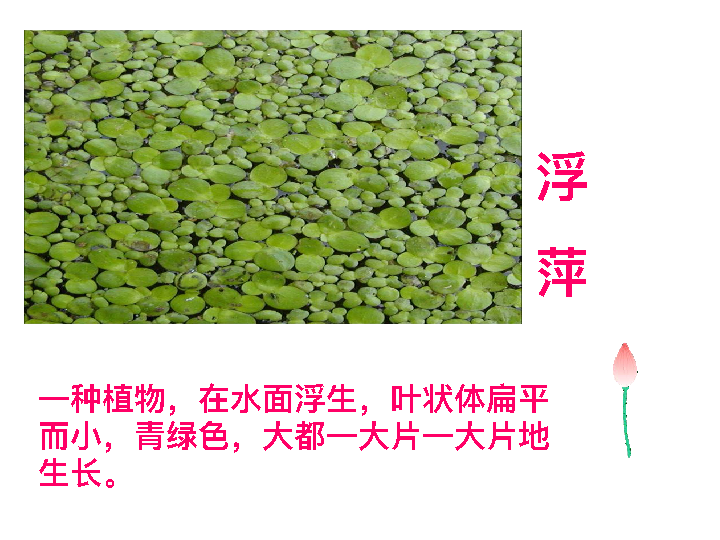 浮
萍
一种植物，在水面浮生，叶状体扁平
而小，青绿色，大都一大片一大片地
生长。